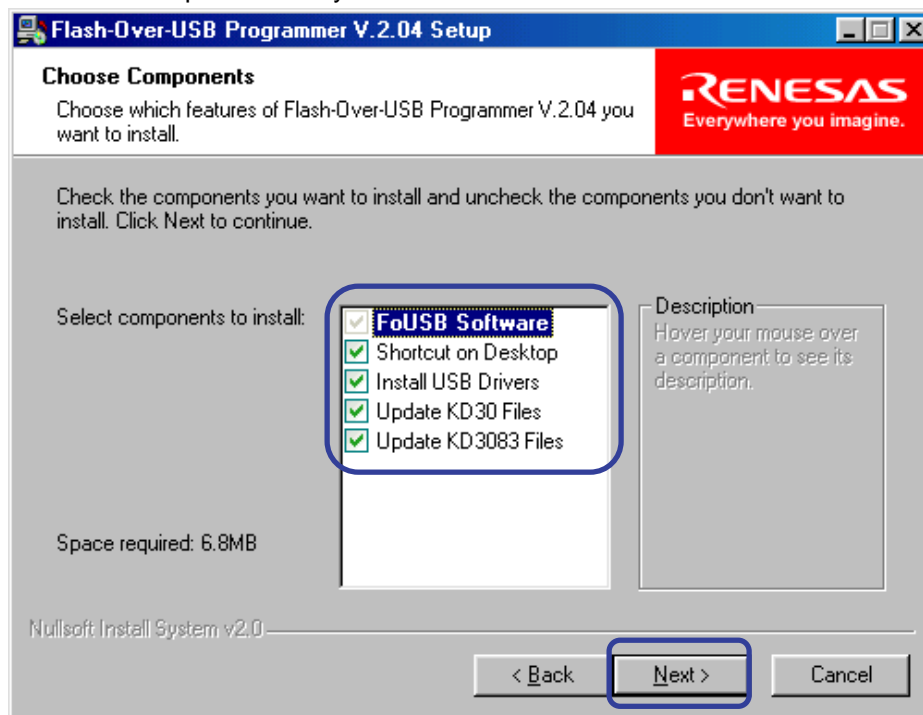 Flash-Over-USB Programmer V.2.04 Setup
Choose Components
Choose which features of Flash-Over-USB Programmer V.2.04 you
want to install.
RENESAS
Everywhere you imagine.
Check the components you want to install and uncheck the components you don't want to
install. Click Next to continue.
Select components to install:
FoUSB Software
Shortcut on Desktop
Install USB Drivers
Update KD30 Files
Update KD3083 Files
Description
Hover your mouse over
a component to see its
description.
Space required: 6.8MB
Nullsoft Install System v2.0
< Back
Next >
Cancel